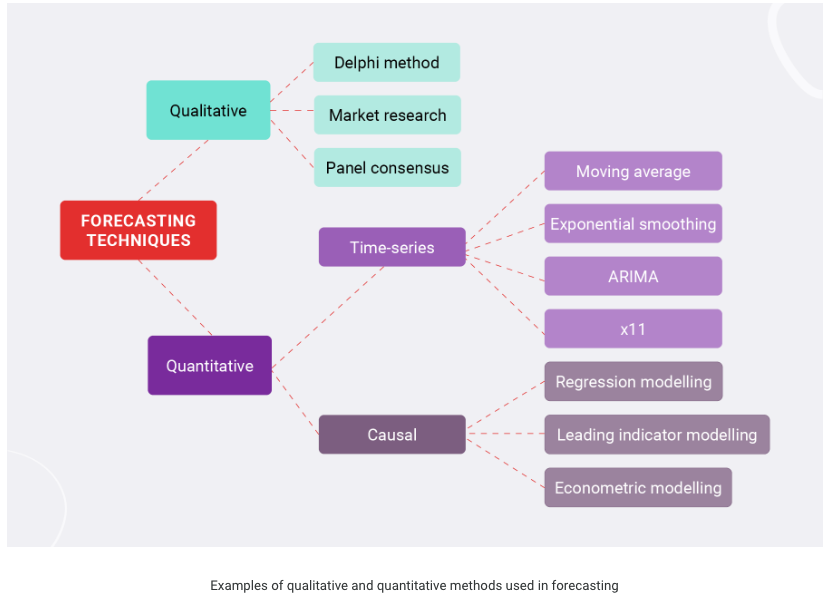 Delphi method
Qualitative
Market research
Panel consensus
Moving average
FORECASTING
TECHNIQUES
Exponential smoothing
Time-series
ARIMA
x11
Quantitative
Regression modelling
Causal
Leading indicator modelling
Econometric modelling
Examples of qualitative and quantitative methods used in forecasting